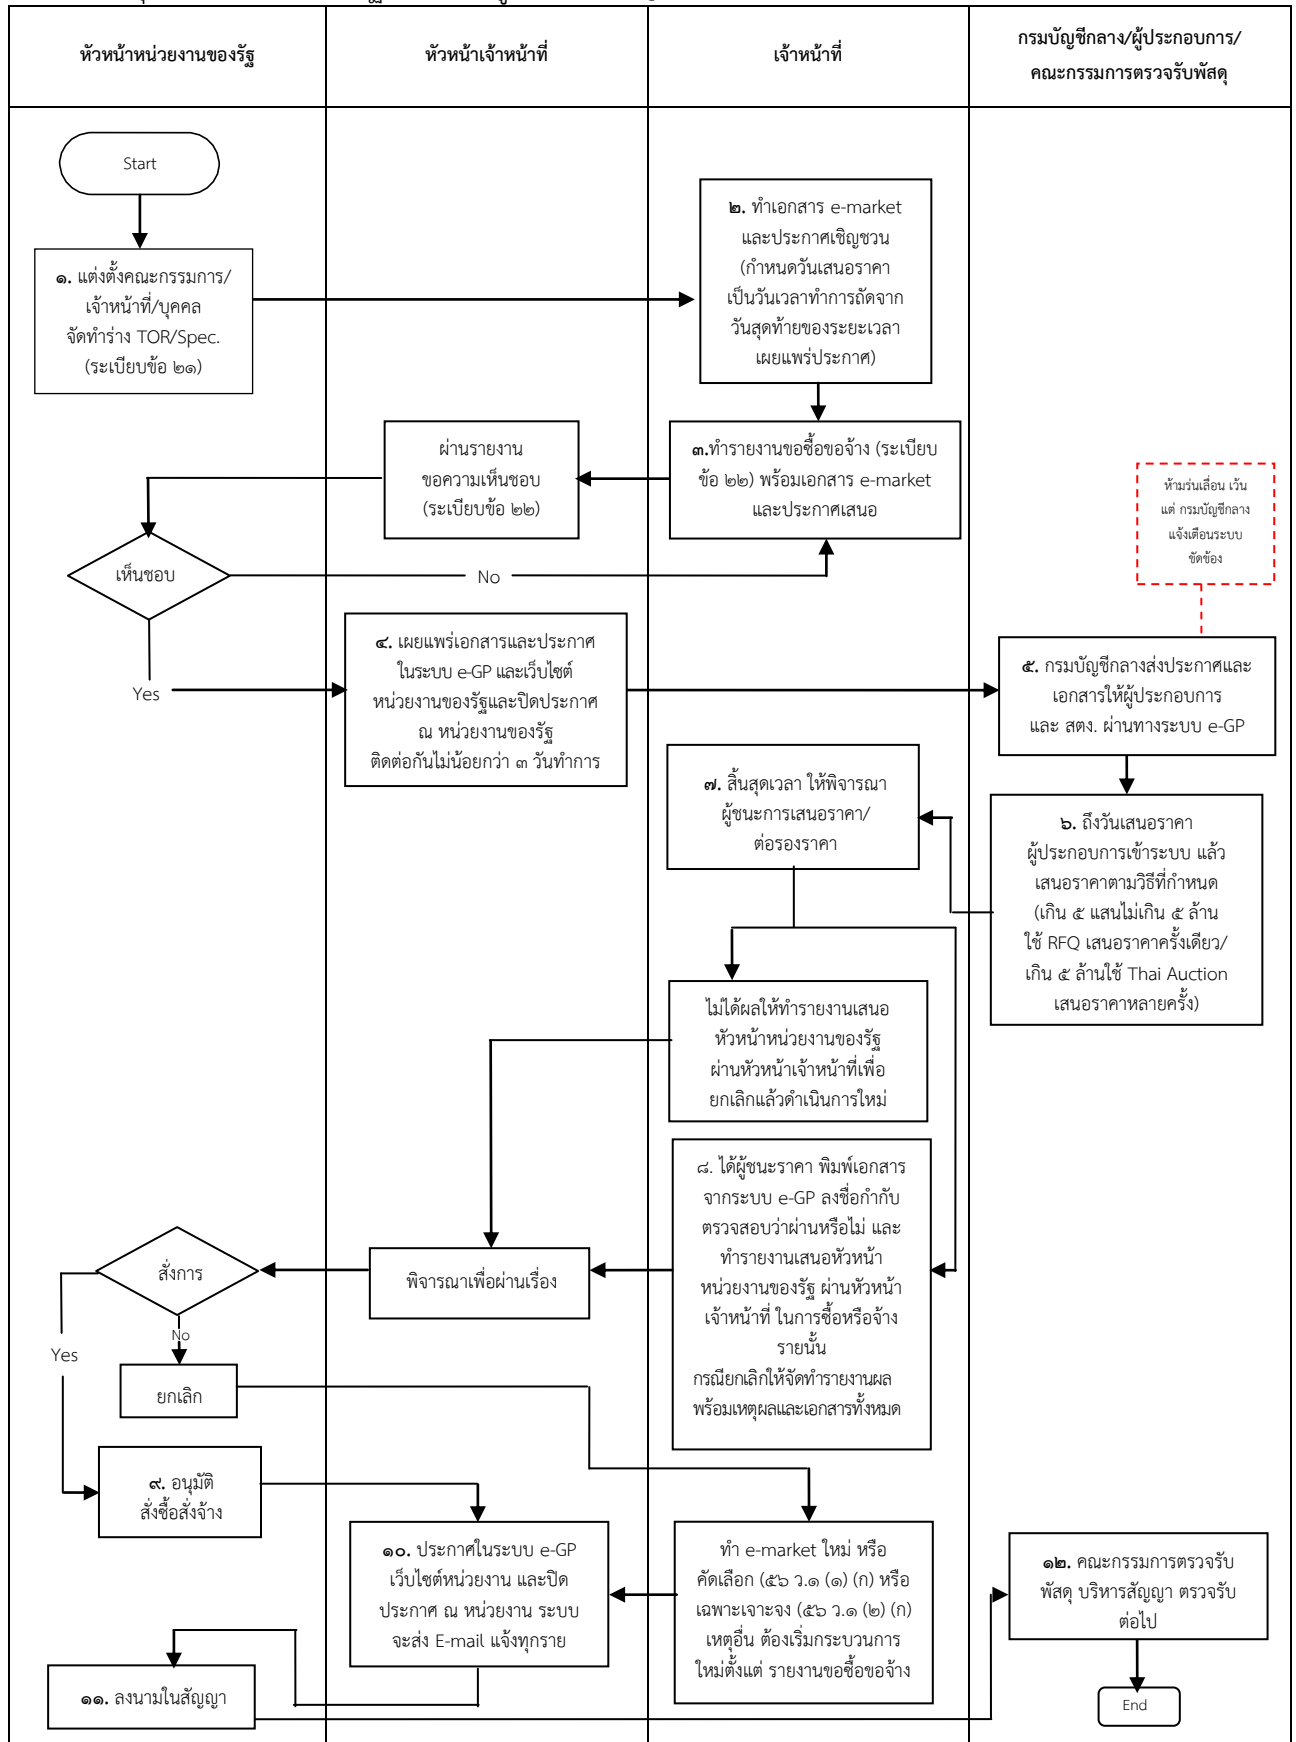 หัวหน้าหน่วยงานของรัฐ
หัวหน้าเจ้าหน้าที่
เจ้าหน้าที่
กรมบัญชีกลาง/ผู้ประกอบการ/
คณะกรรมการตรวจรับพัสดุ
Start
๑. แต่งตั้งคณะกรรมการ/
เจ้าหน้าที่/บุคคล
จัดทำร่าง TOR/Spec.
(ระเบียบข้อ ๒๑)
๒. ทำเอกสาร e-market
และประกาศเชิญชวน
(กำหนดวันเสนอราคา
เป็นวันเวลาทำการถัดจาก
วันสุดท้ายของระยะเวลา
เผยแพร่ประกาศ)
๓.ทำรายงานขอซื้อขอจ้าง (ระเบียบ
ข้อ ๒๒) พร้อมเอกสาร e-market
และประกาศเสนอ
ผ่านรายงาน
ขอความเห็นชอบ
(ระเบียบข้อ ๒๒)
เห็นชอบ
No
Yes
ห้ามร่นเลื่อน เว้น
แต่ กรมบัญชีกลาง
แจ้งเตือนระบบ
ขัดข้อง
๔. เผยแพร่เอกสารและประกาศ
ในระบบ e-GP และเว็บไซต์
หน่วยงานของรัฐและปิดประกาศ
ณ หน่วยงานของรัฐ
ติดต่อกันไม่น้อยกว่า ๓ วันทำการ
๕. กรมบัญชีกลางส่งประกาศและ
เอกสารให้ผู้ประกอบการ
และ สตง. ผ่านทางระบบ e-GP
๖. ถึงวันเสนอราคา
ผู้ประกอบการเข้าระบบ แล้ว
เสนอราคาตามวิธีที่กำหนด
(เกิน ๕ แสนไม่เกิน ๕ ล้าน
ใช้ RFQ เสนอราคาครั้งเดียว/
เกิน ๕ ล้านใช้ Thai Auction
เสนอราคาหลายครั้ง)
๗. สิ้นสุดเวลา ให้พิจารณา
ผู้ชนะการเสนอราคา/
ต่อรองราคา
ไม่ได้ผลให้ทำรายงานเสนอ
หัวหน้าหน่วยงานของรัฐ
ผ่านหัวหน้าเจ้าหน้าที่เพื่อ
ยกเลิกแล้วดำเนินการใหม่
๘. ได้ผู้ชนะราคา พิมพ์เอกสาร
จากระบบ e-GP ลงชื่อกำกับ
ตรวจสอบว่าผ่านหรือไม่ และ
ทำรายงานเสนอหัวหน้า
หน่วยงานของรัฐ ผ่านหัวหน้า
เจ้าหน้าที่ ในการซื้อหรือจ้าง
รายนั้น
กรณียกเลิกให้จัดทำรายงานผล
พร้อมเหตุผลและเอกสารทั้งหมด
พิจารณาเพื่อผ่านเรื่อง
สั่งการ
No
Yes
ยกเลิก
๙. อนุมัติ
สั่งซื้อสั่งจ้าง
๑๐. ประกาศในระบบ e-GP
เว็บไซต์หน่วยงาน และปิด
ประกาศ ณ หน่วยงาน ระบบ
จะส่ง E-mail แจ้งทุกราย
ทำ e-market ใหม่ หรือ
คัดเลือก (๕๖ ว.๑ (๑) (ก) หรือ
เฉพาะเจาะจง (๕๖ ว.๑ (๒) (ก)
เหตุอื่น ต้องเริ่มกระบวนการ
ใหม่ตั้งแต่ รายงานขอซื้อขอจ้าง
๑๑. ลงนามในสัญญา
๑๒. คณะกรรมการตรวจรับ
พัสดุ บริหารสัญญา ตรวจรับ
ต่อไป
End